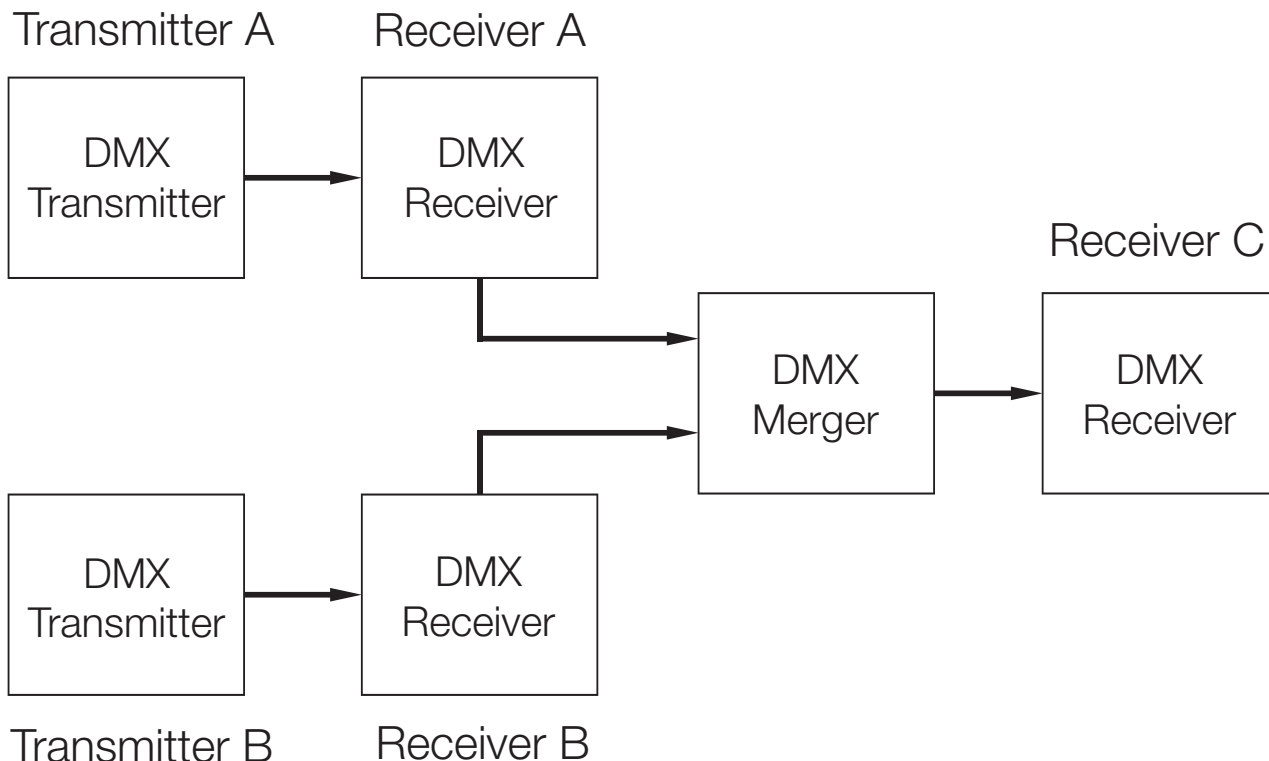 Transmitter A
Receiver A
DMX
Transmitter
DMX
Receiver
Receiver C
DMX
Merger
DMX
Receiver
DMX
Transmitter
DMX
Receiver
Transmitter B
Receiver B